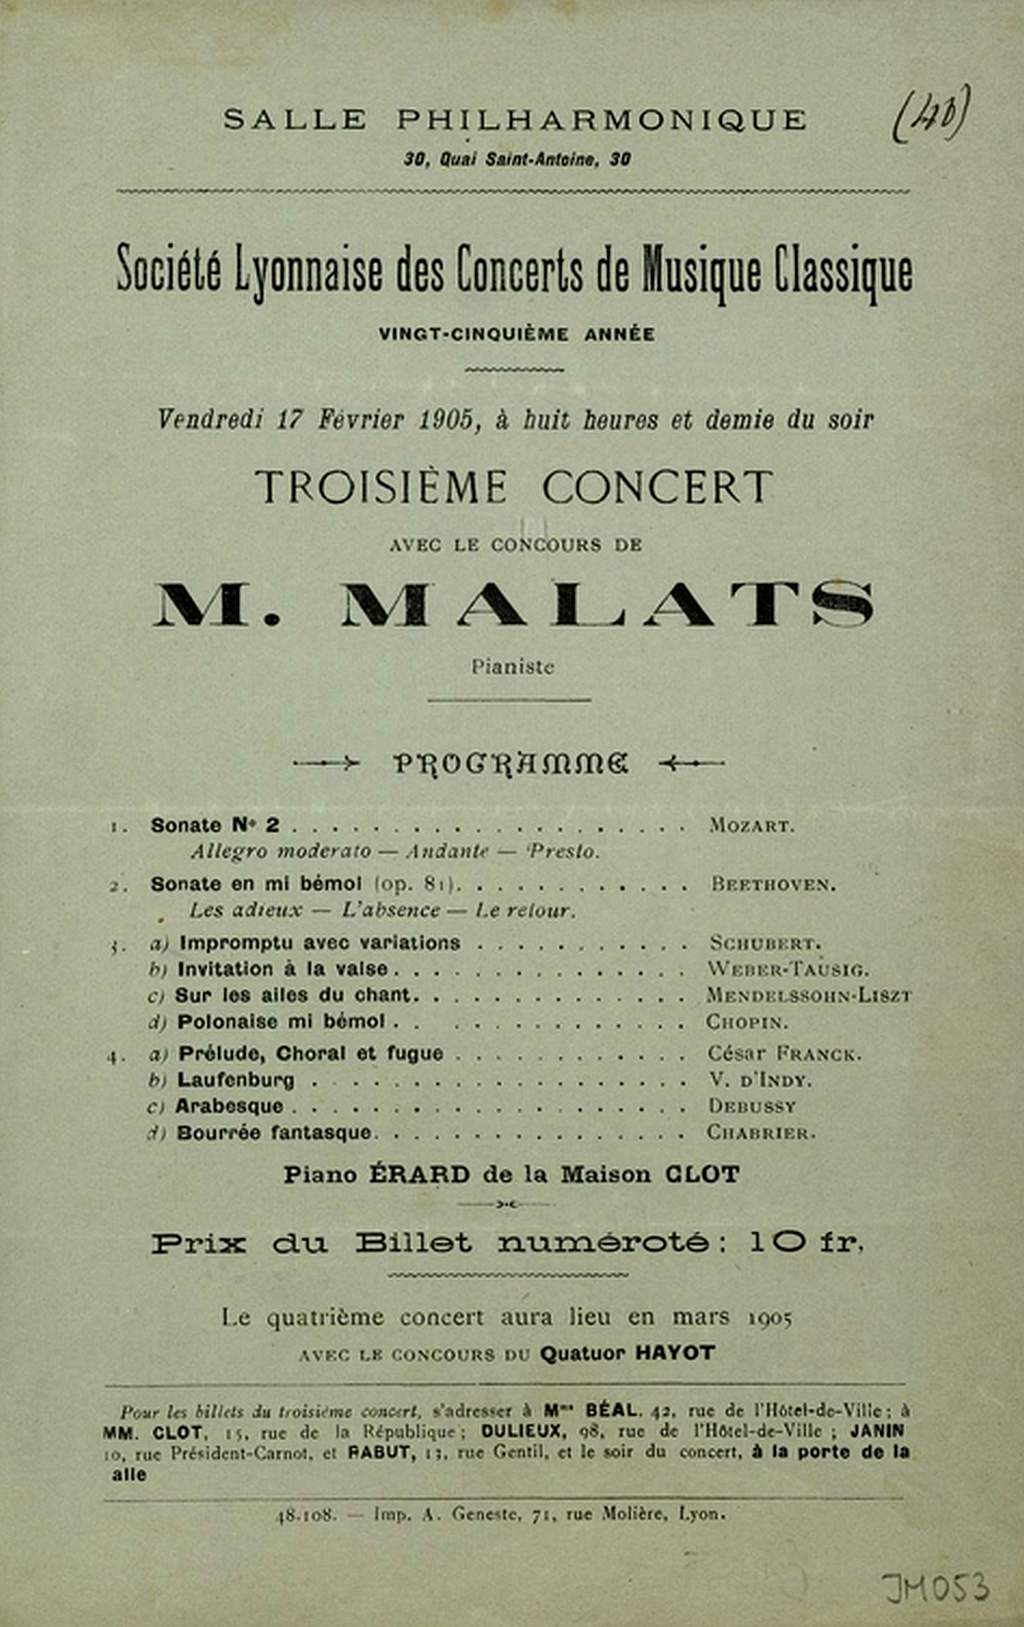 SALLE PHILHARMONIQUE
30, Quai Saint-Antoine, 30
Société Lyonnaise des Concerts de Musique Classique
VINGT-CINQUIÈME ANNÉE
Vendredi 17 Février 1905, à huit heures et demie du soir
TROISIÈME CONCERT
AVEC LE CONCOURS DE
M. MALATS
Pianiste
PROGRAMME
1. Sonate No 2 . . . . . . . . . . . . . . . . . . . . MOZART.
Allegro moderato — Andante — Presto.
2. Sonate en mi bémol (op. 81). . . . . . . . . . . . BEETHOVEN.
Les adieux — L'absence — Le retour.
3. a) Impromptu avec variations . . . . . . . . . . . SCHUBERT.
b) Invitation à la valse. . . . . . . . . . . . . . . WEBER-TAUSIG.
c) Sur les ailes du chant. . . . . . . . . . . . . . MENDELSSOHN-LISZT
d) Polonaise mi bémol . . . . . . . . . . . . . . CHOPIN.
4. a) Prélude, Choral et fugue . . . . . . . . . . . . César FRANCK.
b) Laufenburg . . . . . . . . . . . . . . . . . . V. D'INDY.
c) Arabesque . . . . . . . . . . . . . . . . . . . DEBUSSY
d) Bourrée fantasque. . . . . . . . . . . . . . . . CHABRIER.
Piano ÉRARD de la Maison CLOT
Prix du Billet numéroté : 10 fr.
Le quatrième concert aura lieu en mars 1905
AVEC LE CONCOURS DU Quatuor HAYOT
Pour les billets du troisième concert, s'adresser à Mme BÉAL, 42, rue de l'Hôtel-de-Ville ; à
MM. CLOT, 15, rue de la République ; DULIEUX, 98, rue de l'Hôtel-de-Ville ; JANIN
10, rue Président-Carnot, et RABUT, 13, rue Gentil, et le soir du concert, à la porte de la
alle
48.108. — Imp. A. Geneste, 71, rue Molière, Lyon.
JM053